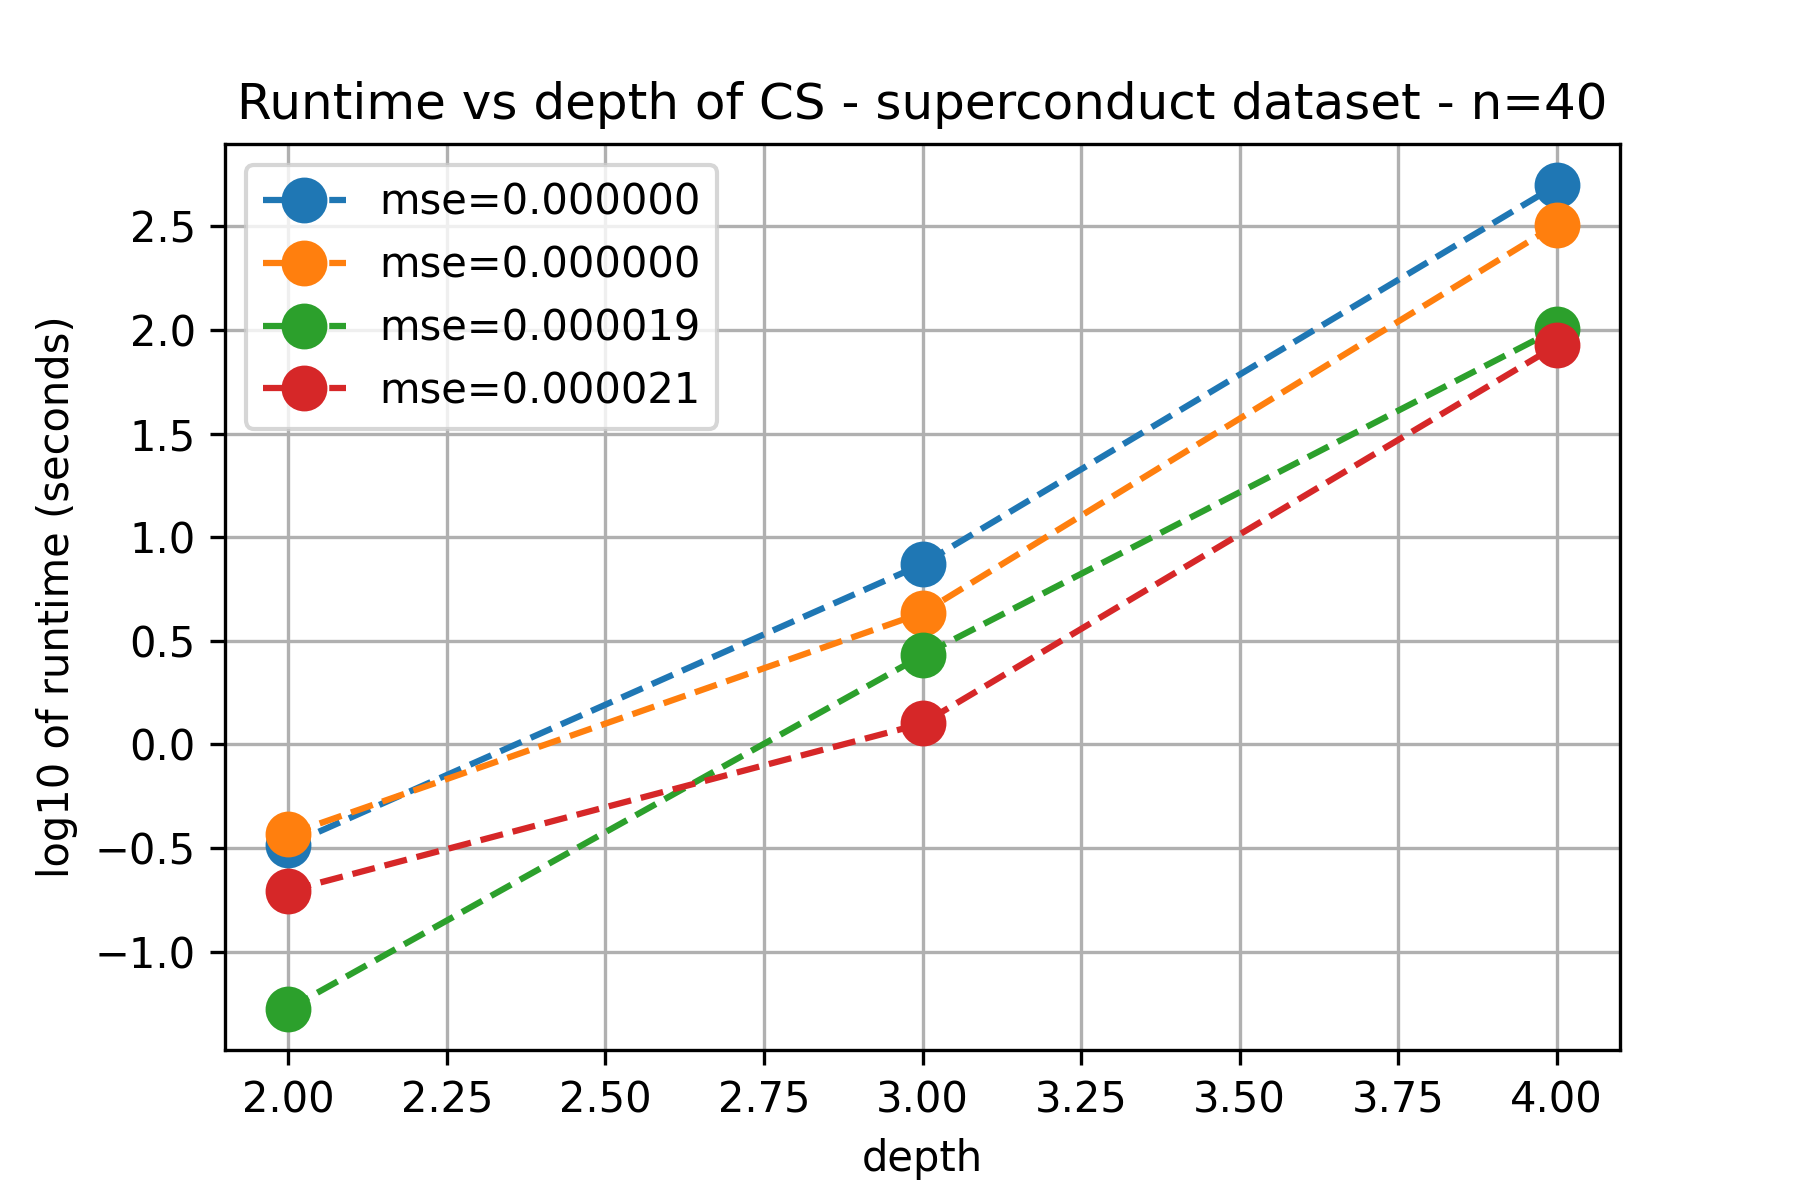 Runtime vs depth of CS - superconduct dataset - n=40
mse=0.000000
mse=0.000000
mse=0.000019
mse=0.000021
log10 of runtime (seconds)
2.5
2.0
1.5
1.0
0.5
0.0
−0.5
−1.0
2.00 2.25 2.50 2.75 3.00 3.25 3.50 3.75 4.00
depth